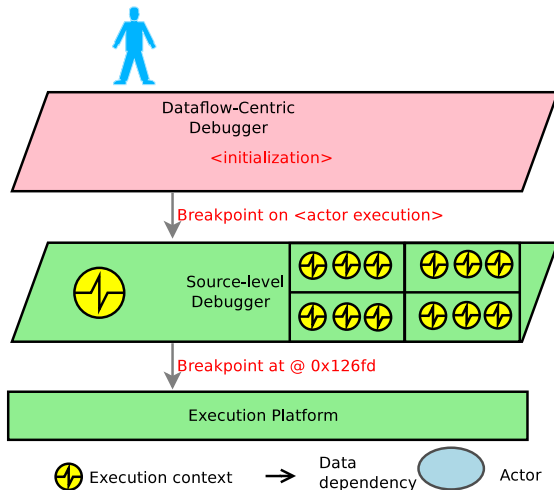 Dataflow-Centric
Debugger
<initialization>
Breakpoint on <actor execution>
Source-level
Debugger
Breakpoint at @ 0x126fd
Execution Platform
Execution context
Data
dependency
Actor